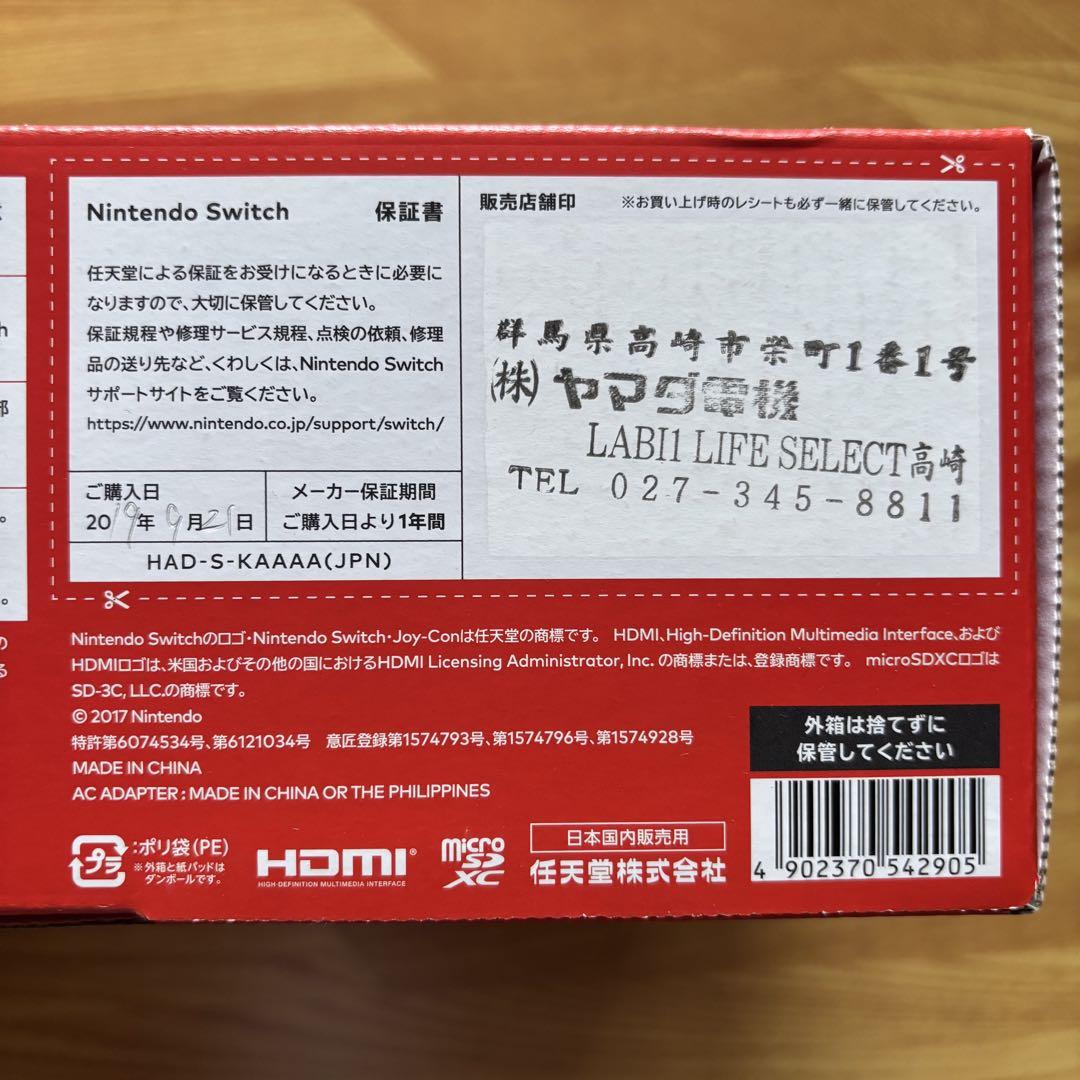 Nintendo Switch 保証書
任天堂による保証をお受けになるときに必要に
なりますので、大切に保管してください。
保証規程や修理サービス規程、点検の依頼、修理
品の送り先など、くわしくは、Nintendo Switch
サポートサイトをご覧ください。
https://www.nintendo.co.jp/support/switch/
ご購入日
2019年 9月21日
メーカー保証期間
ご購入日より1年間
HAD-S-KAAAA(JPN)
販売店舗印 ※お買い上げ時のレシートも必ず一緒に保管してください。
群馬県高崎市栄町1番1号
(株)ヤマダ電機
LABI1 LIFE SELECT高崎
TEL 027-345-8811
Nintendo Switchのロゴ・Nintendo Switch・Joy-Conは任天堂の商標です。 HDMI、High-Definition Multimedia Interface、および
HDMIロゴは、米国およびその他の国におけるHDMI Licensing Administrator, Inc. の商標または、登録商標です。 microSDXCロゴは
SD-3C, LLC.の商標です。
© 2017 Nintendo
特許第6074534号、第6121034号 意匠登録第1574793号、第1574796号、第1574928号
MADE IN CHINA
AC ADAPTER : MADE IN CHINA OR THE PHILIPPINES
外箱は捨てずに
保管してください
プラ
:ポリ袋(PE)
※外箱と紙パッドは
ダンボールです。
HDMI®
HIGH-DEFINITION MULTIMEDIA INTERFACE
micro
SD
XC
日本国内販売用
任天堂株式会社
4 902370 542905